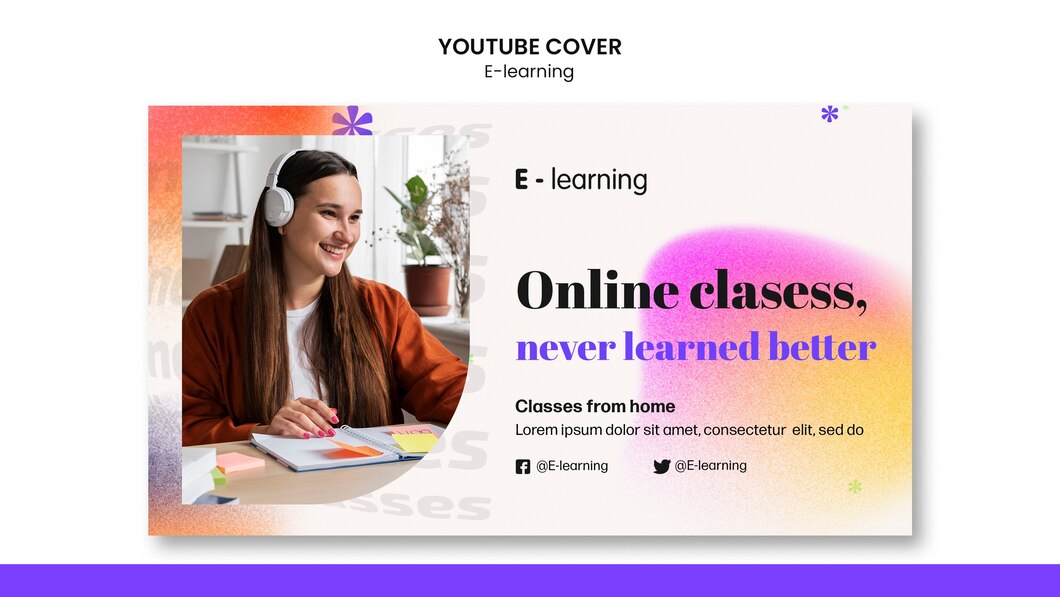 YOUTUBE COVER
E-learning
E - learning
Online clasess,
never learned better
Classes from home
Lorem ipsum dolor sit amet, consectetur elit, sed do
@E-learning
@E-learning